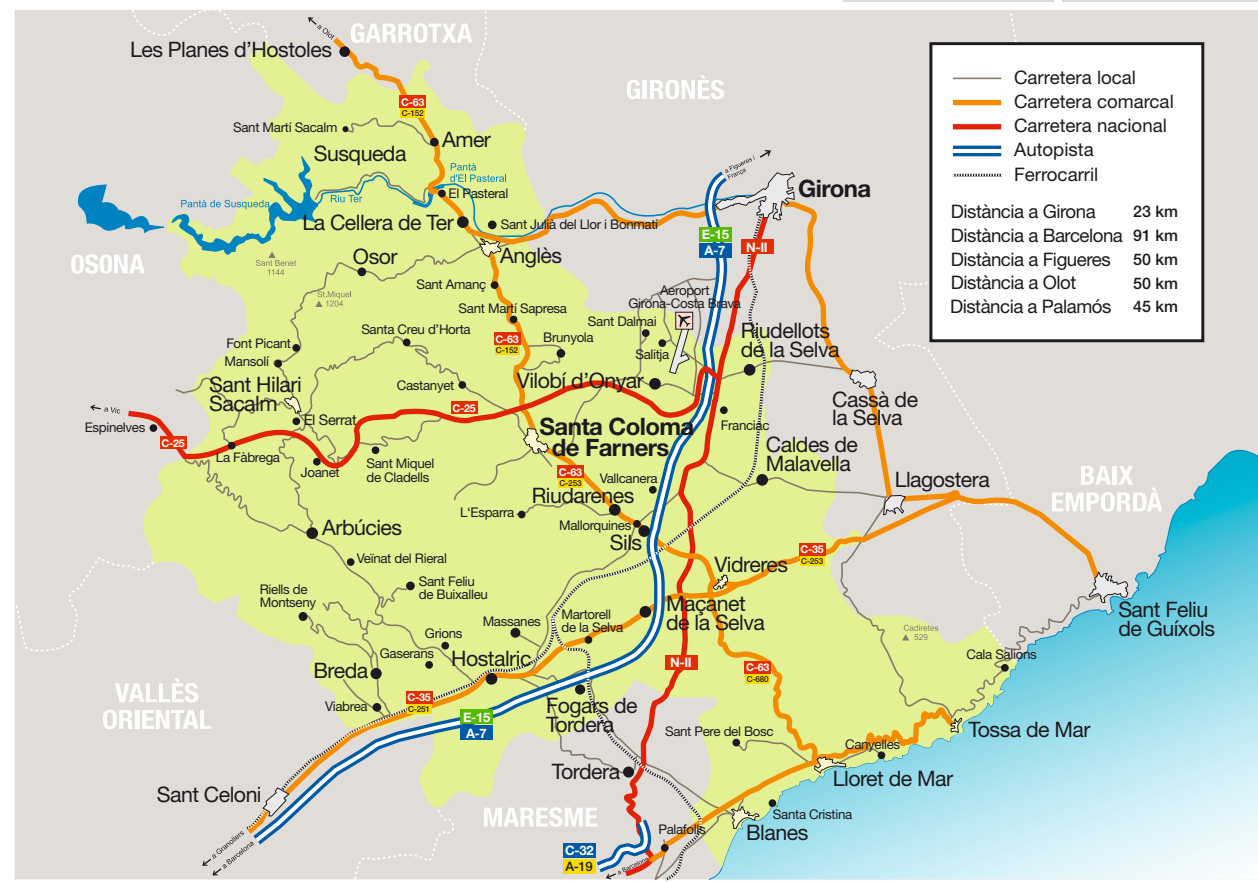 a Olot
GARROTXA
Les Planes d'Hostoles
GIRONÈS
C-63
C-152
Sant Martí Sacalm
Amer
Susqueda
Pantà
d'El Pasteral
El Pasteral
Riu Ter
Pantà de Susqueda
La Cellera de Ter
Sant Julià del Llor i Bonmatí
a Figueres i
França
Girona
E-15
A-7
N-II
OSONA
Sant Benet
1144
Osor
Anglès
St.Miquel
1204
Sant Amanç
Sant Martí Sapresa
Aeroport
Girona-Costa Brava
Santa Creu d'Horta
C-63
C-152
Brunyola
Sant Dalmai
Salitja
Riudellots
de la Selva
Font Picant
Mansolí
Castanyet
Vilobí d'Onyar
Cassà de
la Selva
Sant Hilari
Sacalm
El Serrat
C-25
a Vic
Espinelves
C-25
La Fàbrega
Joanet
Sant Miquel
de Cladells
Santa Coloma
de Farners
Franciac
Caldes de
Malavella
C-63
C-253
Vallcanera
Llagostera
BAIX
EMPORDÀ
L'Esparra
Riudarenes
Mallorquines
Sils
Arbúcies
Veïnat del Rieral
C-35
C-253
Vidreres
Sant Feliu
de Buixalleu
Riells de
Montseny
Massanes
Martorell
de la Selva
Maçanet
de la Selva
Sant Feliu
de Guíxols
Cadiretes
529
Grions
Gaserans
Hostalric
Breda
N-II
C-63
C-680
Cala Salions
VALLÈS
ORIENTAL
Viabrea
C-35
C-251
E-15
A-7
Fogars de
Tordera
Sant Pere del Bosc
Canyelles
Tossa de Mar
Tordera
Lloret de Mar
Sant Celoni
MARESME
Santa Cristina
Blanes
Palafolls
a Granollers
a Barcelona
C-32
A-19
a Barcelona
Carretera local
Carretera comarcal
Carretera nacional
Autopista
Ferrocarril
Distància a Girona 23 km
Distància a Barcelona 91 km
Distància a Figueres 50 km
Distància a Olot 50 km
Distància a Palamós 45 km